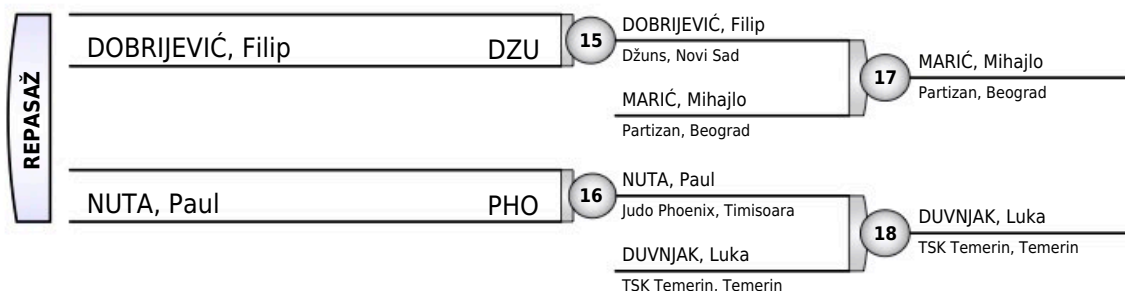 REPASAŽ
DOBRIJEVIĆ, Filip DZU
15
DOBRIJEVIĆ, Filip
Džuns, Novi Sad
MARIĆ, Mihajlo
Partizan, Beograd
17
MARIĆ, Mihajlo
Partizan, Beograd
NUTA, Paul PHO
16
NUTA, Paul
Judo Phoenix, Timisoara
DUVNJAK, Luka
TSK Temerin, Temerin
18
DUVNJAK, Luka
TSK Temerin, Temerin